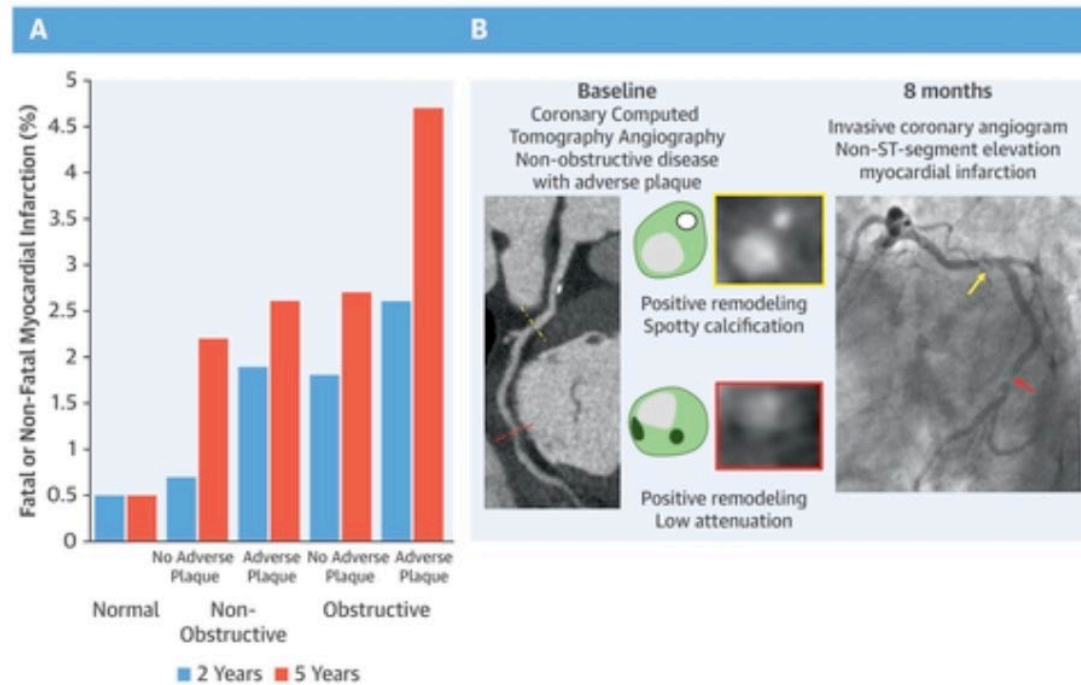 A
B
Fatal or Non-Fatal Myocardial Infarction (%)
5
4.5
4
3.5
3
2.5
2
1.5
1
0.5
0
No Adverse
Plaque
Adverse
Plaque
No Adverse
Plaque
Adverse
Plaque
Normal
Non-
Obstructive
Obstructive
2 Years
5 Years
Baseline
Coronary Computed
Tomography Angiography
Non-obstructive disease
with adverse plaque
Positive remodeling
Spotty calcification
Positive remodeling
Low attenuation
8 months
Invasive coronary angiogram
Non-ST-segment elevation
myocardial infarction